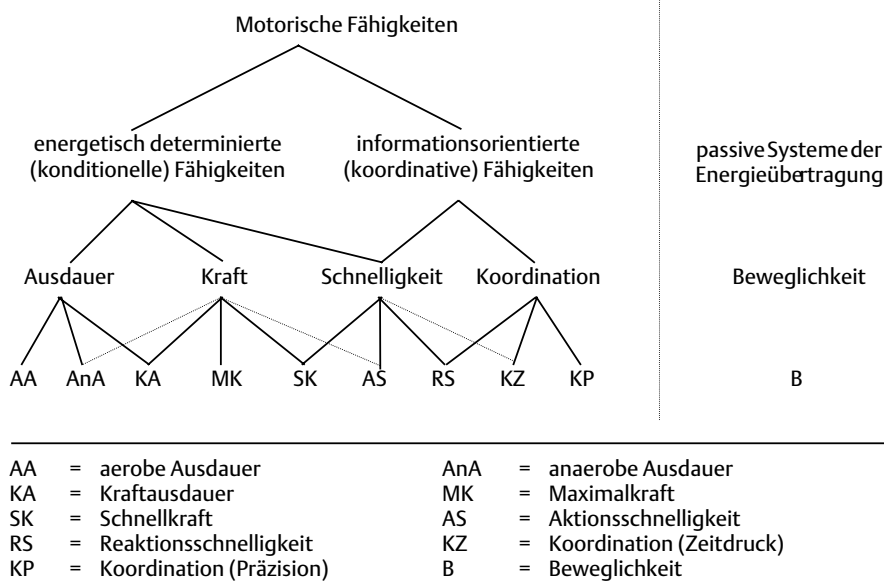 Motorische Fähigkeiten
energetisch determinierte
(konditionelle) Fähigkeiten
informationsorientierte
(koordinative) Fähigkeiten
passive Systeme der
Energieübertragung
Ausdauer Kraft Schnelligkeit Koordination Beweglichkeit
AA AnA KA MK SK AS RS KZ KP B
AA = aerobe Ausdauer AnA = anaerobe Ausdauer
KA = Kraftausdauer MK = Maximalkraft
SK = Schnellkraft AS = Aktionsschnelligkeit
RS = Reaktionsschnelligkeit KZ = Koordination (Zeitdruck)
KP = Koordination (Präzision) B = Beweglichkeit